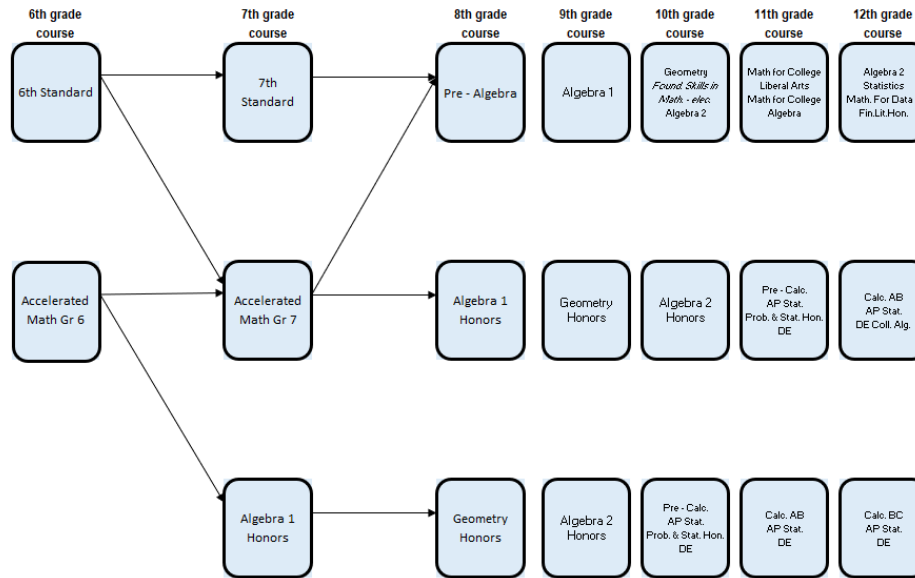 6th grade course
7th grade course
8th grade course
9th grade course
10th grade course
11th grade course
12th grade course
6th Standard
7th
Standard
Pre - Algebra
Algebra 1
Geometry
Found. Skills in
Math. - elec.
Algebra 2
Math for College
Liberal Arts
Math for College
Algebra
Algebra 2
Statistics
Math. For Data
Fin.Lit.Hon.
Accelerated
Math Gr 6
Accelerated
Math Gr 7
Algebra 1
Honors
Geometry
Honors
Algebra 2
Honors
Pre - Calc.
AP Stat.
Prob. & Stat. Hon.
DE
Calc. AB
AP Stat.
DE Coll. Alg.
Algebra 1
Honors
Geometry
Honors
Algebra 2
Honors
Pre - Calc.
AP Stat.
Prob. & Stat. Hon.
DE
Calc. AB
AP Stat.
DE
Calc. BC
AP Stat.
DE